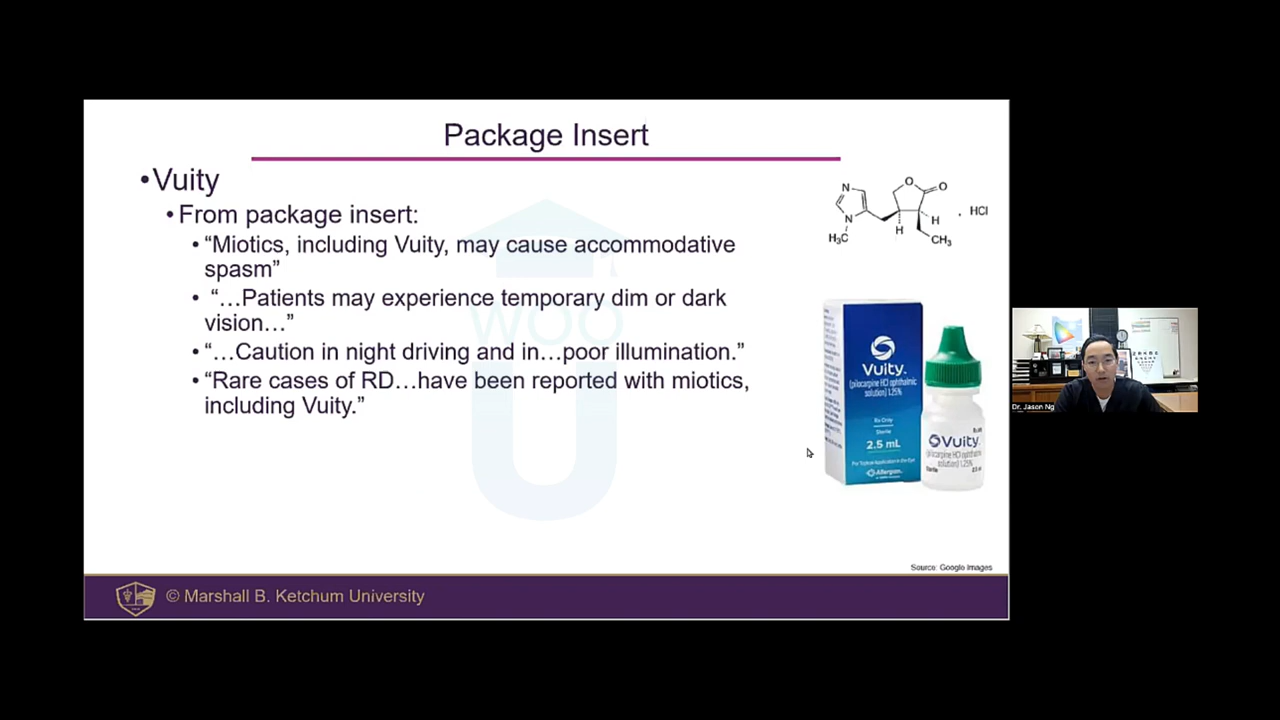 Package Insert
•Vuity
•From package insert:
•“Miotics, including Vuity, may cause accommodative
spasm”
• “…Patients may experience temporary dim or dark
vision…”
•“…Caution in night driving and in…poor illumination.”
•“Rare cases of RD…have been reported with miotics,
including Vuity.”
WOO
U
N
O
O
N
H
H
H₃C
CH₃
. HCl
Vuity.
(pilocarpine HCl ophthalmic
solution) 1.25%
Rx Only
Sterile
2.5 mL
For Topical Application in the Eye
Allergan
Vuity
(pilocarpine HCl ophthalmic
solution) 1.25%
Sterile
Source: Google Images
© Marshall B. Ketchum University
Dr. Jason Ng